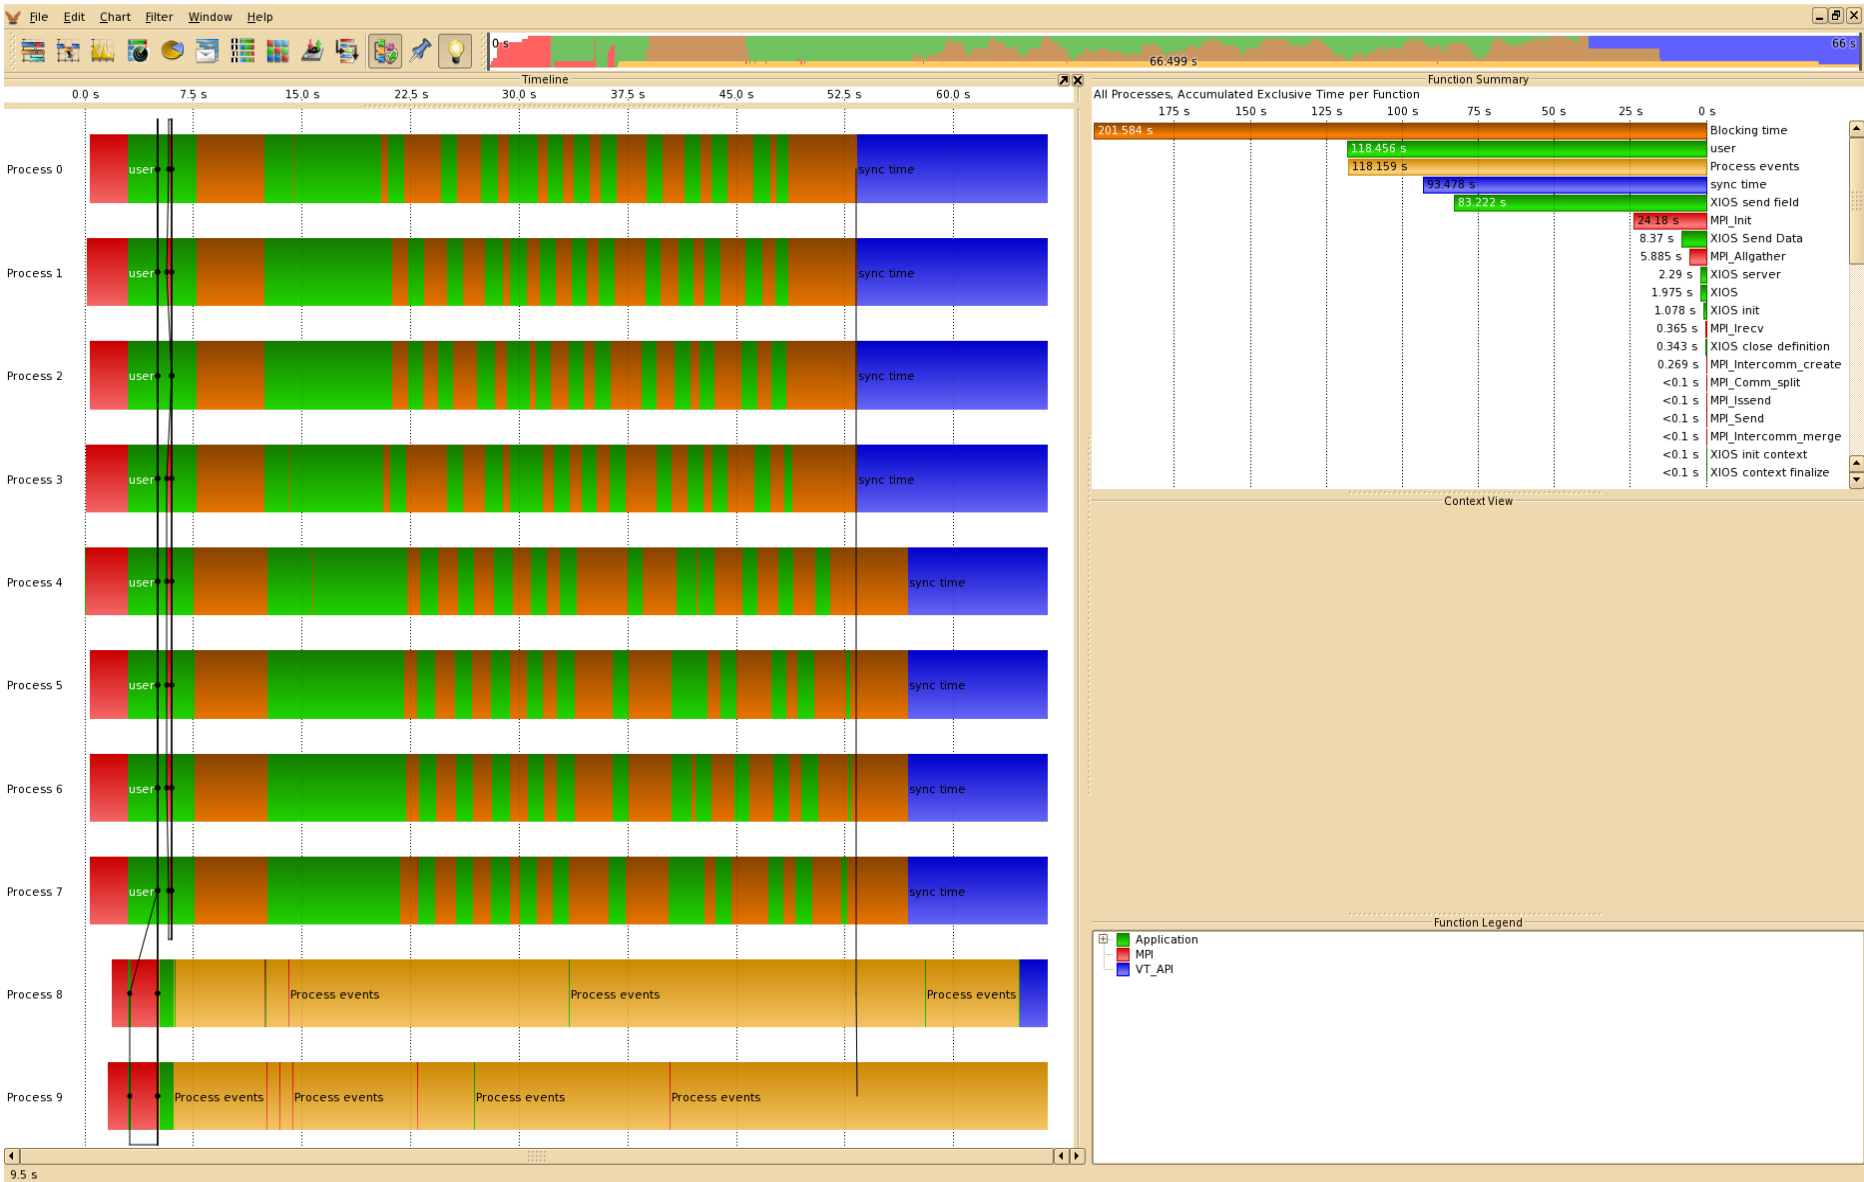 File Edit Chart Filter Window Help
0 s 66.499 s 66 s
Timeline
0.0 s 7.5 s 15.0 s 22.5 s 30.0 s 37.5 s 45.0 s 52.5 s 60.0 s
Process 0 user sync time
Process 1 user sync time
Process 2 user sync time
Process 3 user sync time
Process 4 user sync time
Process 5 user sync time
Process 6 user sync time
Process 7 user sync time
Process 8 Process events Process events Process events
Process 9 Process events Process events Process events Process events
9.5 s
Function Summary
All Processes, Accumulated Exclusive Time per Function
175 s 150 s 125 s 100 s 75 s 50 s 25 s 0 s
201.584 s Blocking time
118.456 s user
118.159 s Process events
93.478 s sync time
83.222 s XIOS send field
24.18 s MPI_Init
8.37 s XIOS Send Data
5.885 s MPI_Allgather
2.29 s XIOS server
1.975 s XIOS
1.078 s XIOS init
0.365 s MPI_Irecv
0.343 s XIOS close definition
0.269 s MPI_Intercomm_create
<0.1 s MPI_Comm_split
<0.1 s MPI_Issend
<0.1 s MPI_Send
<0.1 s MPI_Intercomm_merge
<0.1 s XIOS init context
<0.1 s XIOS context finalize
Context View
Function Legend
Application
MPI
VT_API